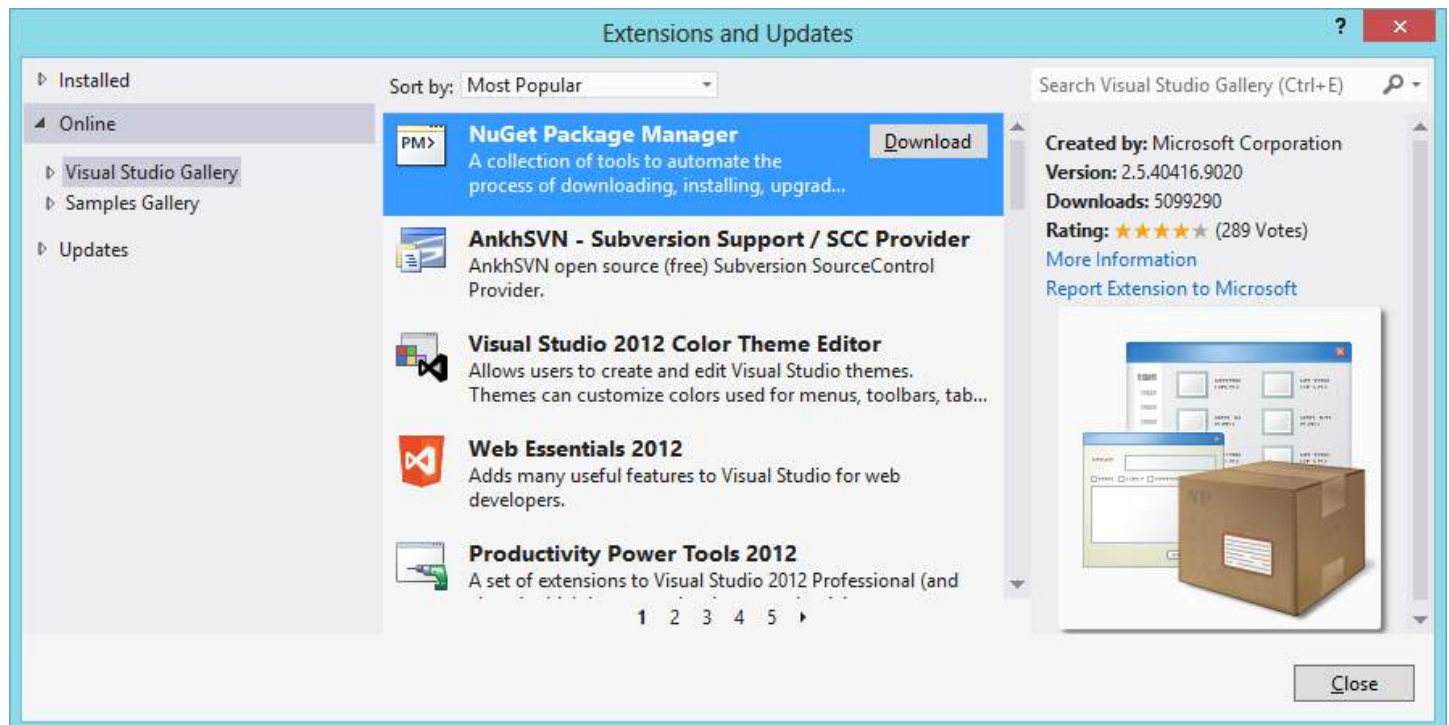 Extensions and Updates
?
Installed
Online
Visual Studio Gallery
Samples Gallery
Updates
Sort by: Most Popular
PM>
NuGet Package Manager
A collection of tools to automate the
process of downloading, installing, upgrad...
Download
AnkhSVN - Subversion Support / SCC Provider
AnkhSVN open source (free) Subversion SourceControl
Provider.
Visual Studio 2012 Color Theme Editor
Allows users to create and edit Visual Studio themes.
Themes can customize colors used for menus, toolbars, tab...
Web Essentials 2012
Adds many useful features to Visual Studio for web
developers.
Productivity Power Tools 2012
A set of extensions to Visual Studio 2012 Professional (and
1 2 3 4 5
Search Visual Studio Gallery (Ctrl+E)
Created by: Microsoft Corporation
Version: 2.5.40416.9020
Downloads: 5099290
Rating: (289 Votes)
More Information
Report Extension to Microsoft
Close